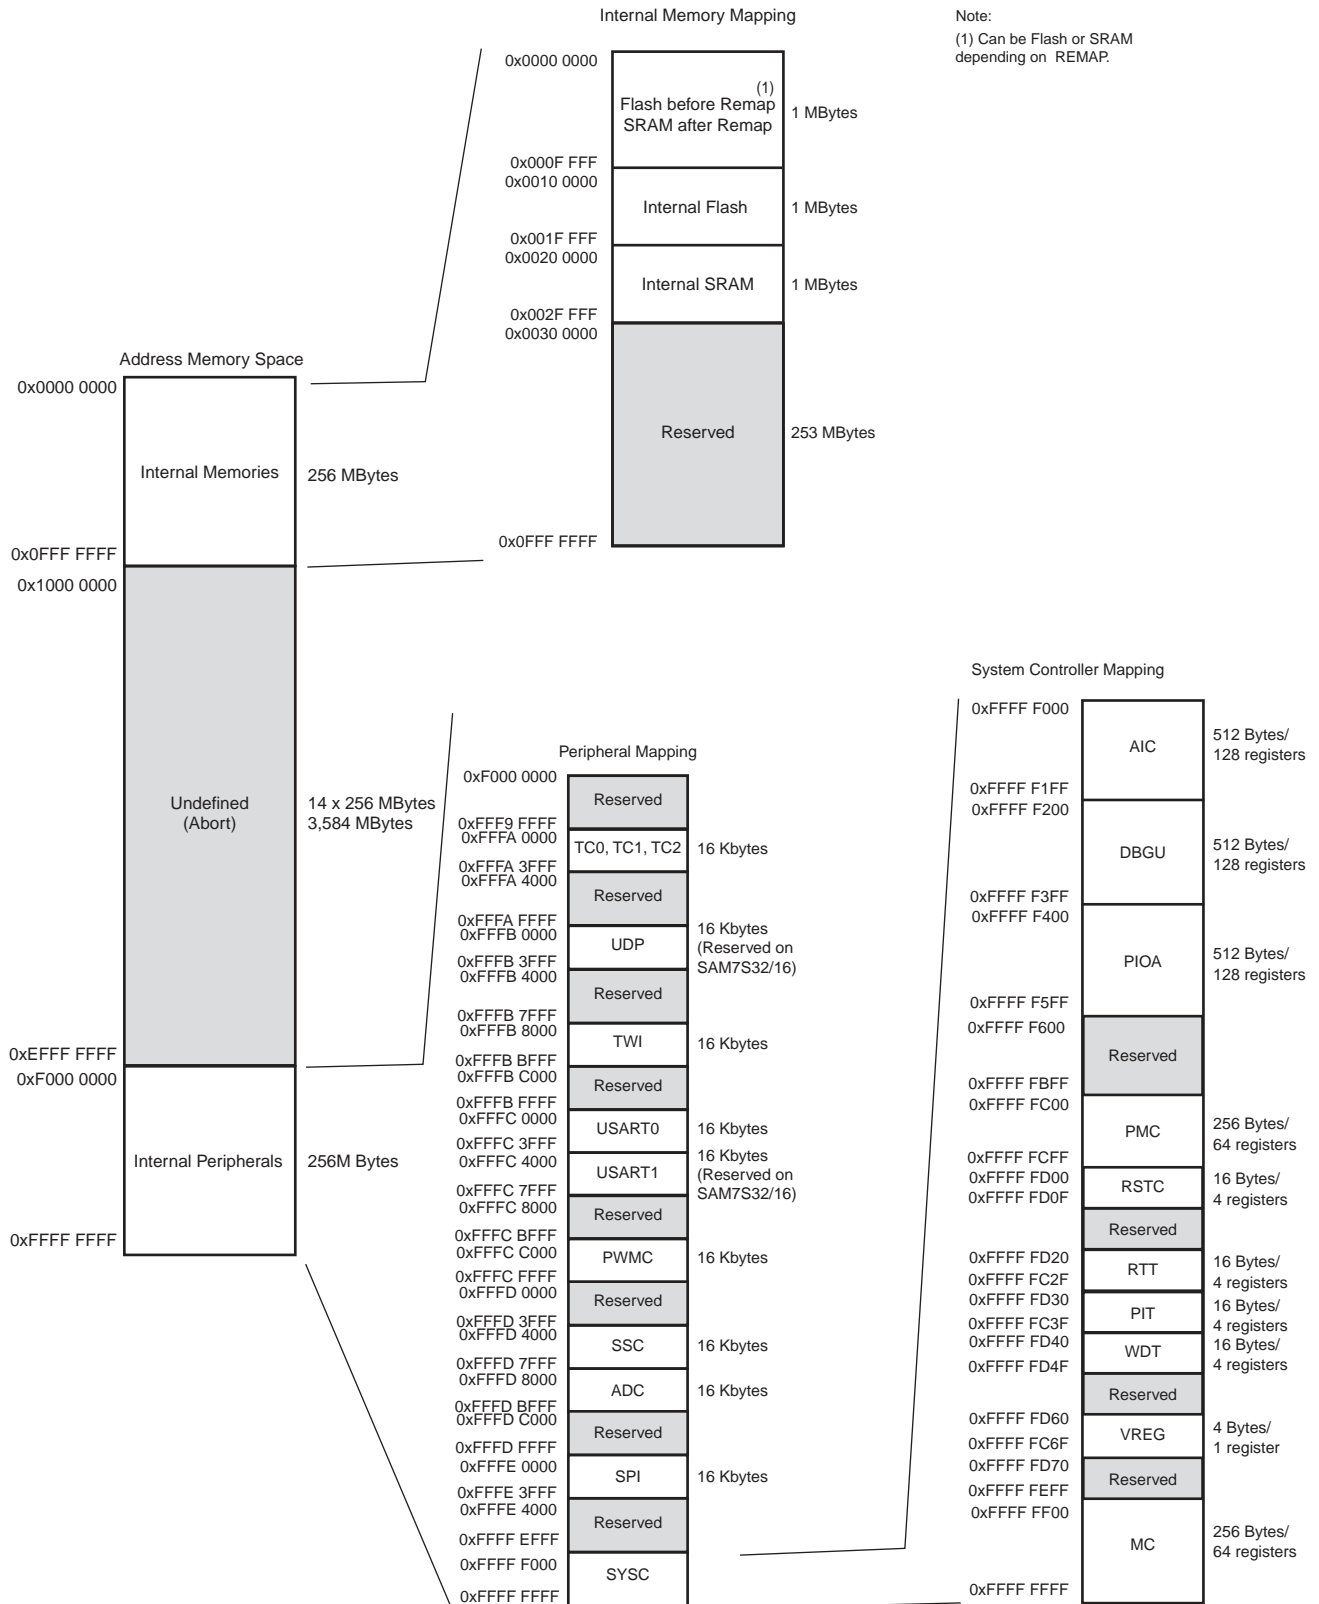 Internal Memory Mapping
Note:
(1) Can be Flash or SRAM
depending on REMAP.
0x0000 0000
(1)
Flash before Remap
SRAM after Remap
1 MBytes
0x000F FFF
0x0010 0000
Internal Flash
1 MBytes
0x001F FFF
0x0020 0000
Internal SRAM
1 MBytes
0x002F FFF
0x0030 0000
Reserved
253 MBytes
0x0FFF FFFF
Address Memory Space
0x0000 0000
Internal Memories
256 MBytes
0x0FFF FFFF
0x1000 0000
Undefined
(Abort)
14 x 256 MBytes
3,584 MBytes
0xEFFF FFFF
0xF000 0000
Internal Peripherals
256M Bytes
0xFFFF FFFF
Peripheral Mapping
0xF000 0000
Reserved
0xFFF9 FFFF
0xFFFA 0000
TC0, TC1, TC2
16 Kbytes
0xFFFA 3FFF
0xFFFA 4000
Reserved
0xFFFA FFFF
0xFFFB 0000
UDP
16 Kbytes
(Reserved on
SAM7S32/16)
0xFFFB 3FFF
0xFFFB 4000
Reserved
0xFFFB 7FFF
0xFFFB 8000
TWI
16 Kbytes
0xFFFB BFFF
0xFFFB C000
Reserved
0xFFFB FFFF
0xFFFC 0000
USART0
16 Kbytes
0xFFFC 3FFF
0xFFFC 4000
USART1
16 Kbytes
(Reserved on
SAM7S32/16)
0xFFFC 7FFF
0xFFFC 8000
Reserved
0xFFFC BFFF
0xFFFC C000
PWMC
16 Kbytes
0xFFFC FFFF
0xFFFD 0000
Reserved
0xFFFD 3FFF
0xFFFD 4000
SSC
16 Kbytes
0xFFFD 7FFF
0xFFFD 8000
ADC
16 Kbytes
0xFFFD BFFF
0xFFFD C000
Reserved
0xFFFD FFFF
0xFFFE 0000
SPI
16 Kbytes
0xFFFE 3FFF
0xFFFE 4000
Reserved
0xFFFF EFFF
0xFFFF F000
SYSC
0xFFFF FFFF
System Controller Mapping
0xFFFF F000
AIC
512 Bytes/
128 registers
0xFFFF F1FF
0xFFFF F200
DBGU
512 Bytes/
128 registers
0xFFFF F3FF
0xFFFF F400
PIOA
512 Bytes/
128 registers
0xFFFF F5FF
0xFFFF F600
Reserved
0xFFFF FBFF
0xFFFF FC00
PMC
256 Bytes/
64 registers
0xFFFF FCFF
0xFFFF FD00
RSTC
16 Bytes/
4 registers
0xFFFF FD0F
Reserved
0xFFFF FD20
RTT
16 Bytes/
4 registers
0xFFFF FC2F
0xFFFF FD30
PIT
16 Bytes/
4 registers
0xFFFF FC3F
0xFFFF FD40
WDT
16 Bytes/
4 registers
0xFFFF FD4F
Reserved
0xFFFF FD60
VREG
4 Bytes/
1 register
0xFFFF FC6F
0xFFFF FD70
Reserved
0xFFFF FEFF
0xFFFF FF00
MC
256 Bytes/
64 registers
0xFFFF FFFF